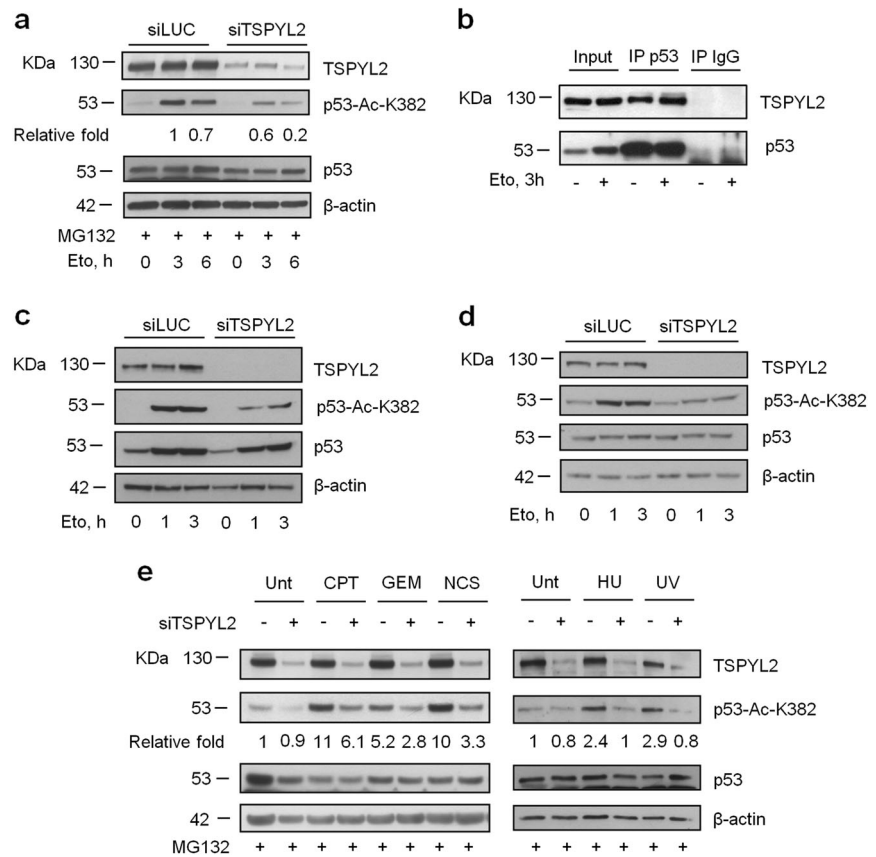 a
siLUC siTSPYL2
KDa 130 TSPYL2
53 p53-Ac-K382
Relative fold 1 0.7 0.6 0.2
53 p53
42 β-actin
MG132 + + + + + +
Eto, h 0 3 6 0 3 6
b
Input IP p53 IP IgG
KDa 130 TSPYL2
53 p53
Eto, 3h - + - + - +
c
siLUC siTSPYL2
KDa 130 TSPYL2
53 p53-Ac-K382
53 p53
42 β-actin
Eto, h 0 1 3 0 1 3
d
siLUC siTSPYL2
KDa 130 TSPYL2
53 p53-Ac-K382
53 p53
42 β-actin
Eto, h 0 1 3 0 1 3
e
Unt CPT GEM NCS Unt HU UV
siTSPYL2 - + - + - + - + - + - + - +
KDa 130 TSPYL2
53 p53-Ac-K382
Relative fold 1 0.9 11 6.1 5.2 2.8 10 3.3 1 0.8 2.4 1 2.9 0.8
53 p53
42 β-actin
MG132 + + + + + + + + + + + + + +